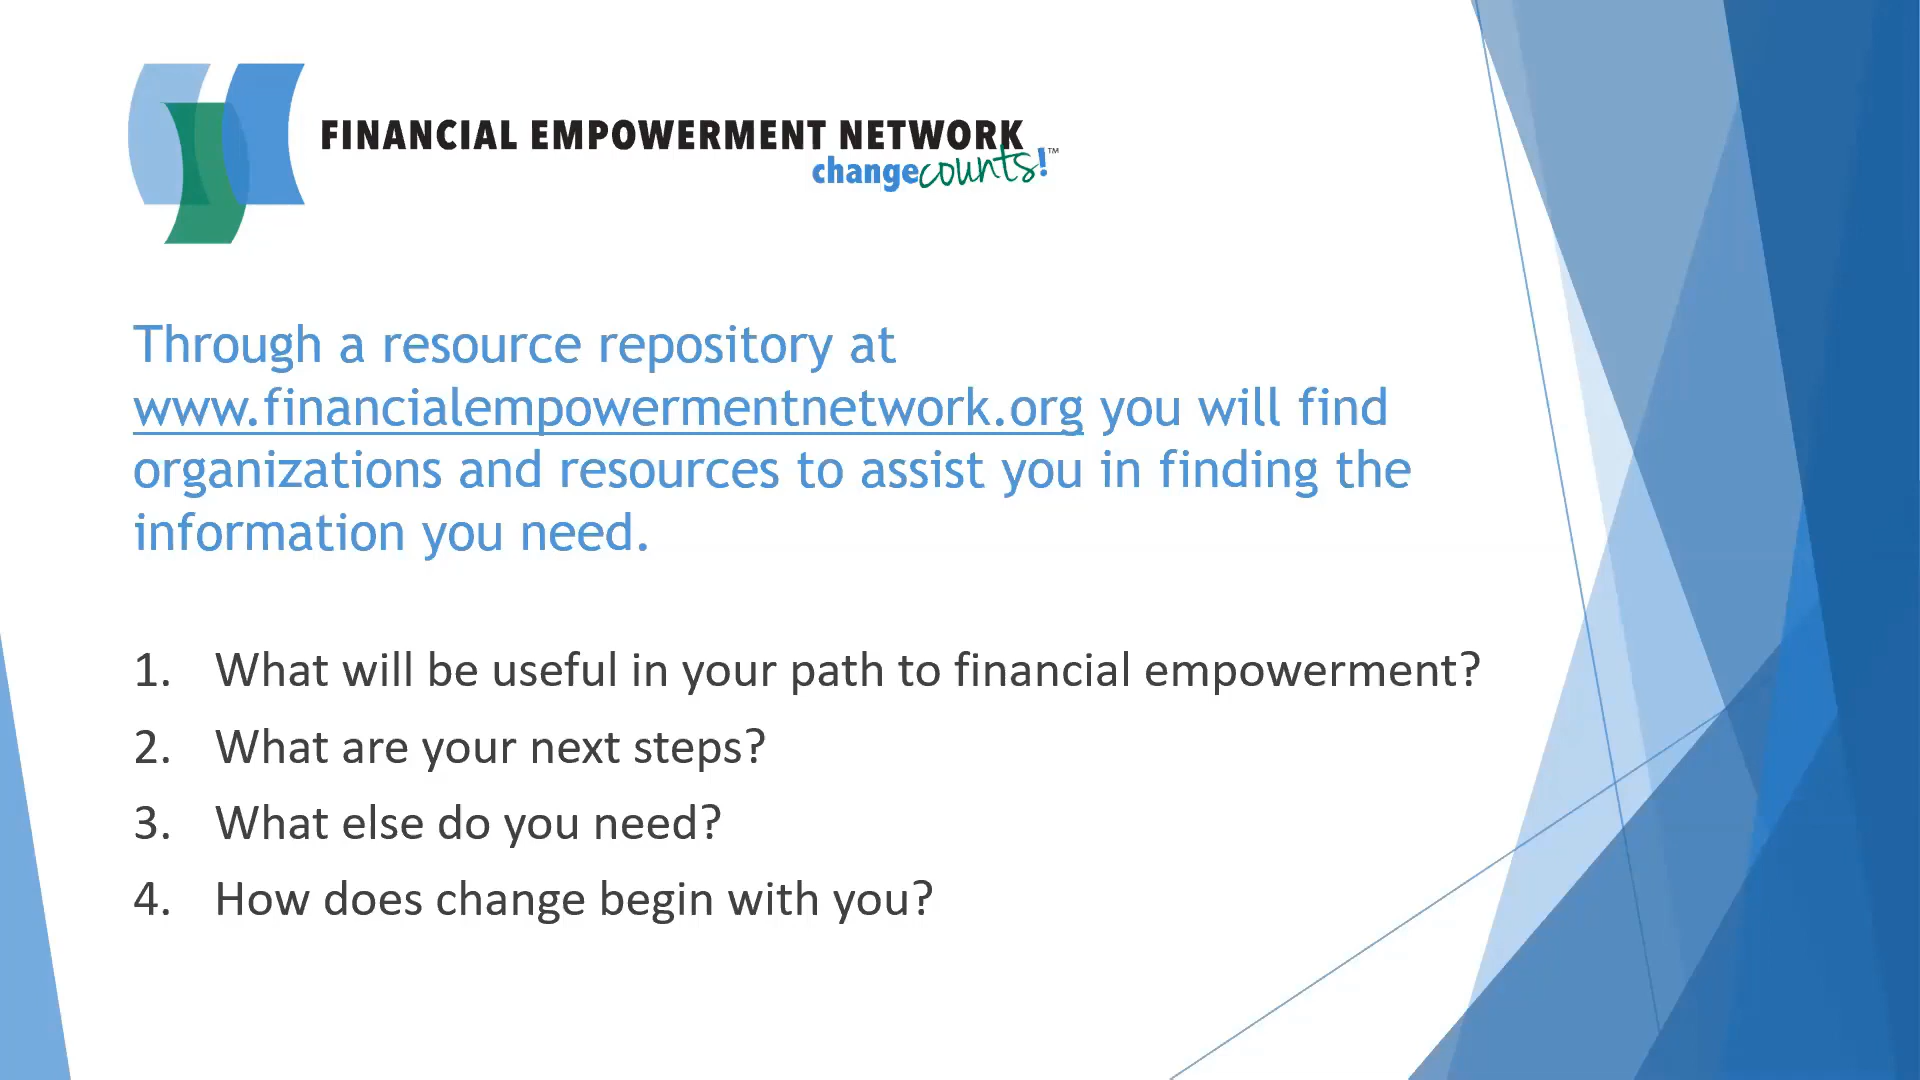 FINANCIAL EMPOWERMENT NETWORK
changecounts!™
Through a resource repository at
www.financialempowermentnetwork.org you will find
organizations and resources to assist you in finding the
information you need.
1. What will be useful in your path to financial empowerment?
2. What are your next steps?
3. What else do you need?
4. How does change begin with you?